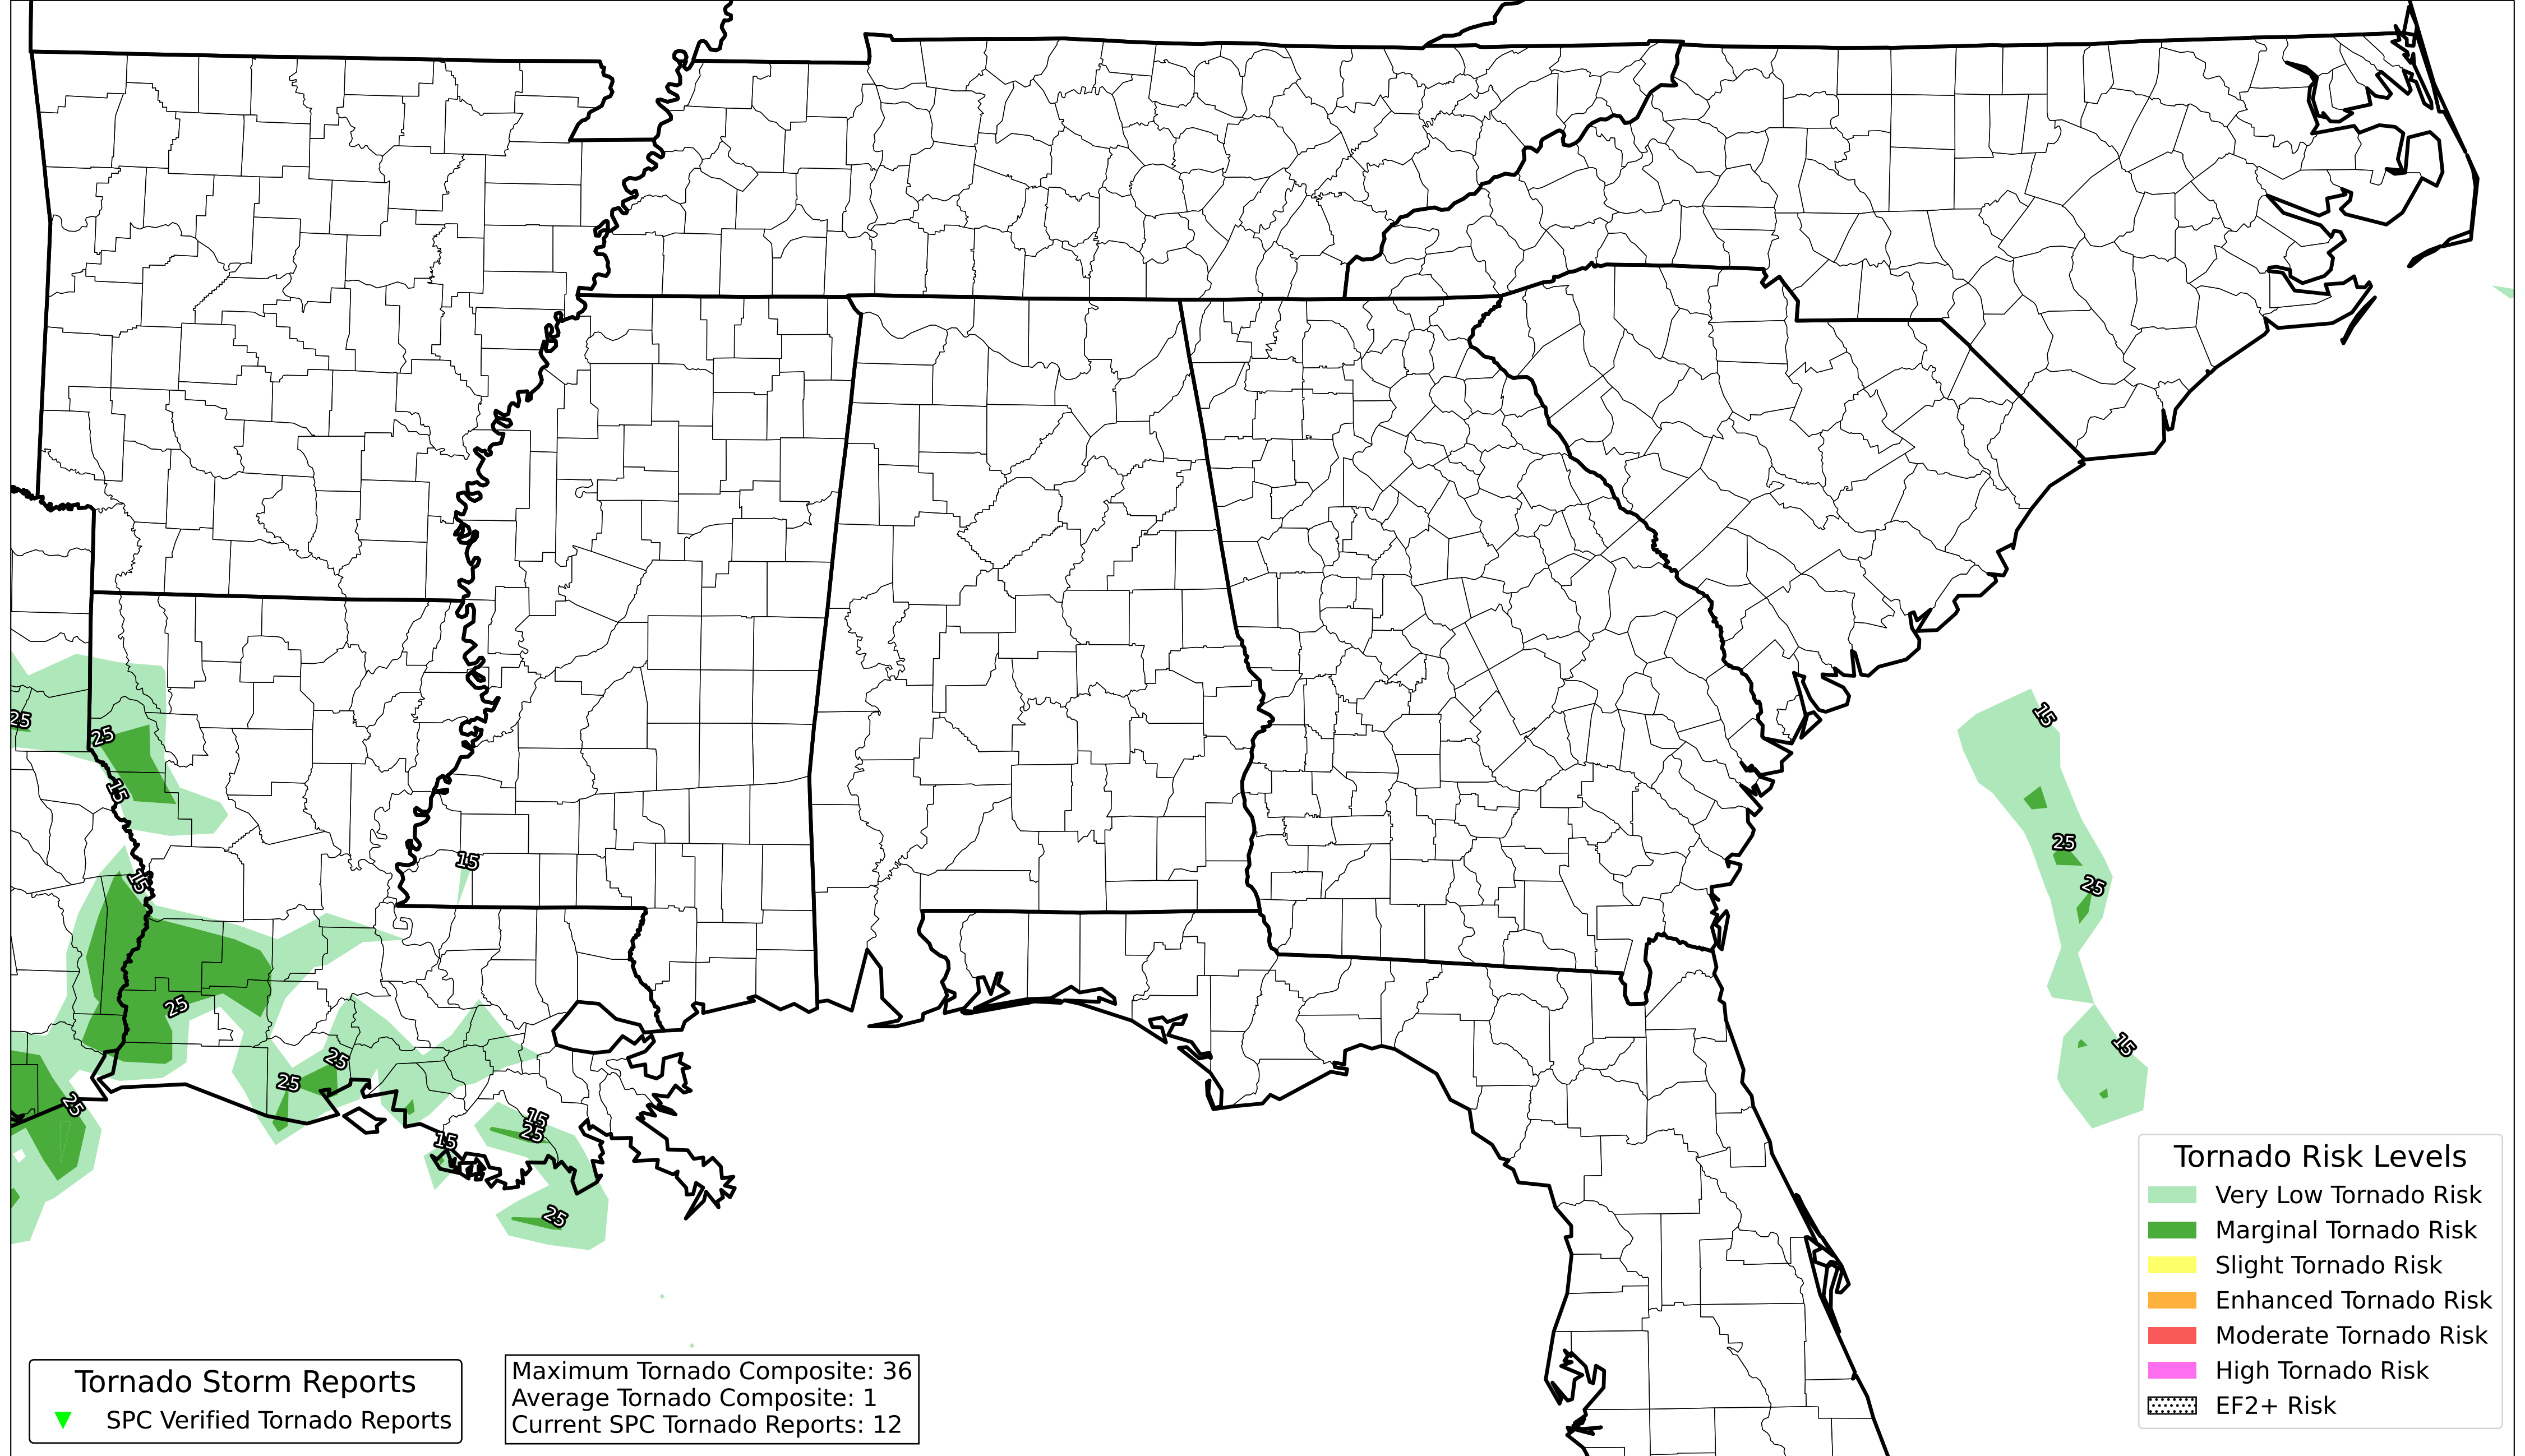 15
25
25
15
15
25
15
25
15
25
25
25
25
15
25
15
15
25
Tornado Risk Levels
Very Low Tornado Risk
Marginal Tornado Risk
Slight Tornado Risk
Enhanced Tornado Risk
Moderate Tornado Risk
High Tornado Risk
EF2+ Risk
Tornado Storm Reports
SPC Verified Tornado Reports
Maximum Tornado Composite: 36
Average Tornado Composite: 1
Current SPC Tornado Reports: 12